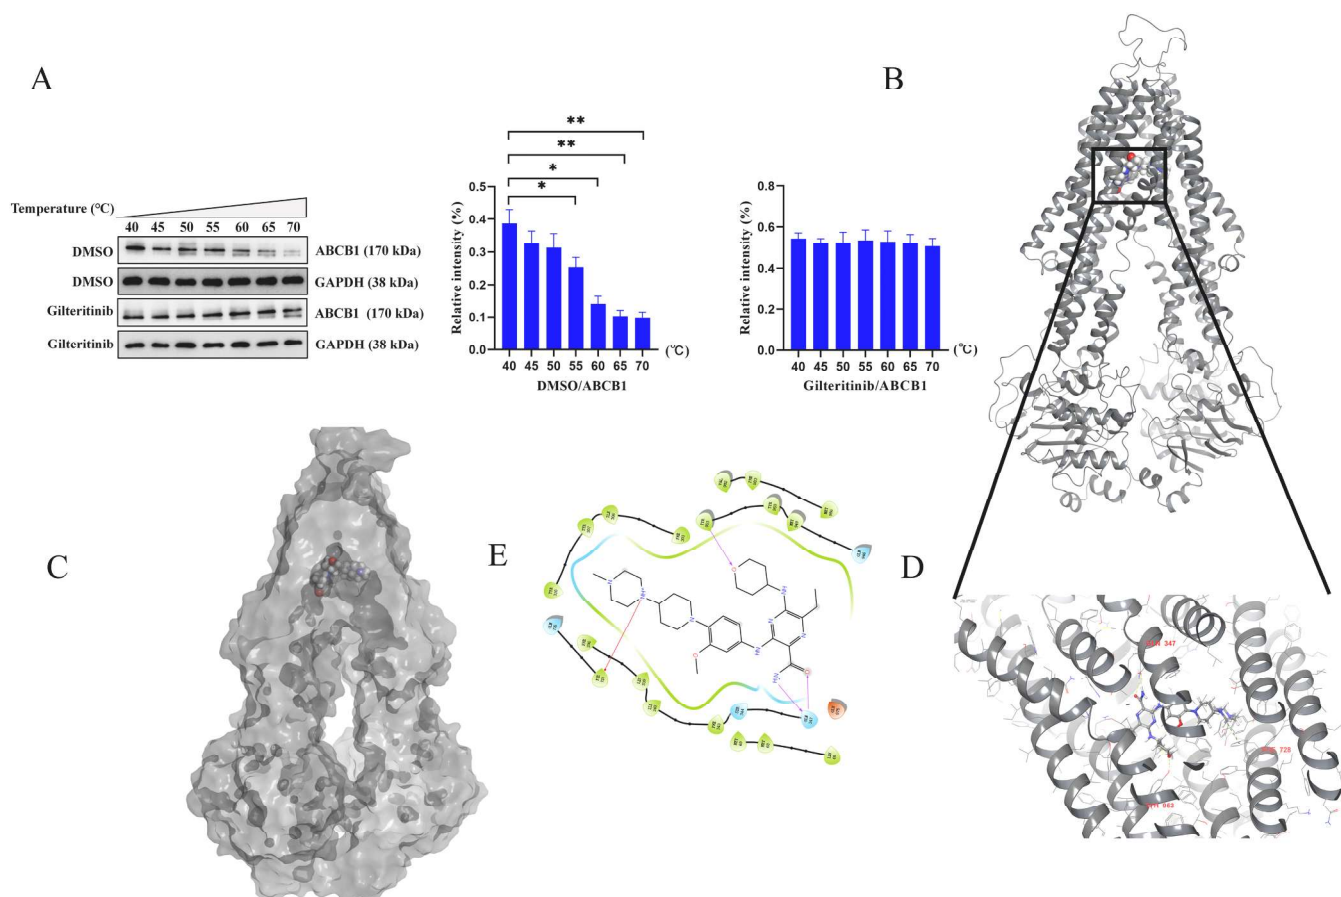 A
B
Temperature (℃)
40 45 50 55 60 65 70
DMSO
ABCB1 (170 kDa)
DMSO
GAPDH (38 kDa)
Gilteritinib
ABCB1 (170 kDa)
Gilteritinib
GAPDH (38 kDa)
**
**
*
*
Relative intensity (%)
0.5
0.4
0.3
0.2
0.1
0.0
40 45 50 55 60 65 70
(℃)
DMSO/ABCB1
Relative intensity (%)
0.8
0.6
0.4
0.2
0.0
40 45 50 55 60 65 70
(℃)
Gilteritinib/ABCB1
C
E
D
O
NH
N
N
NH+
N
N
N
NH
O
O
347
728